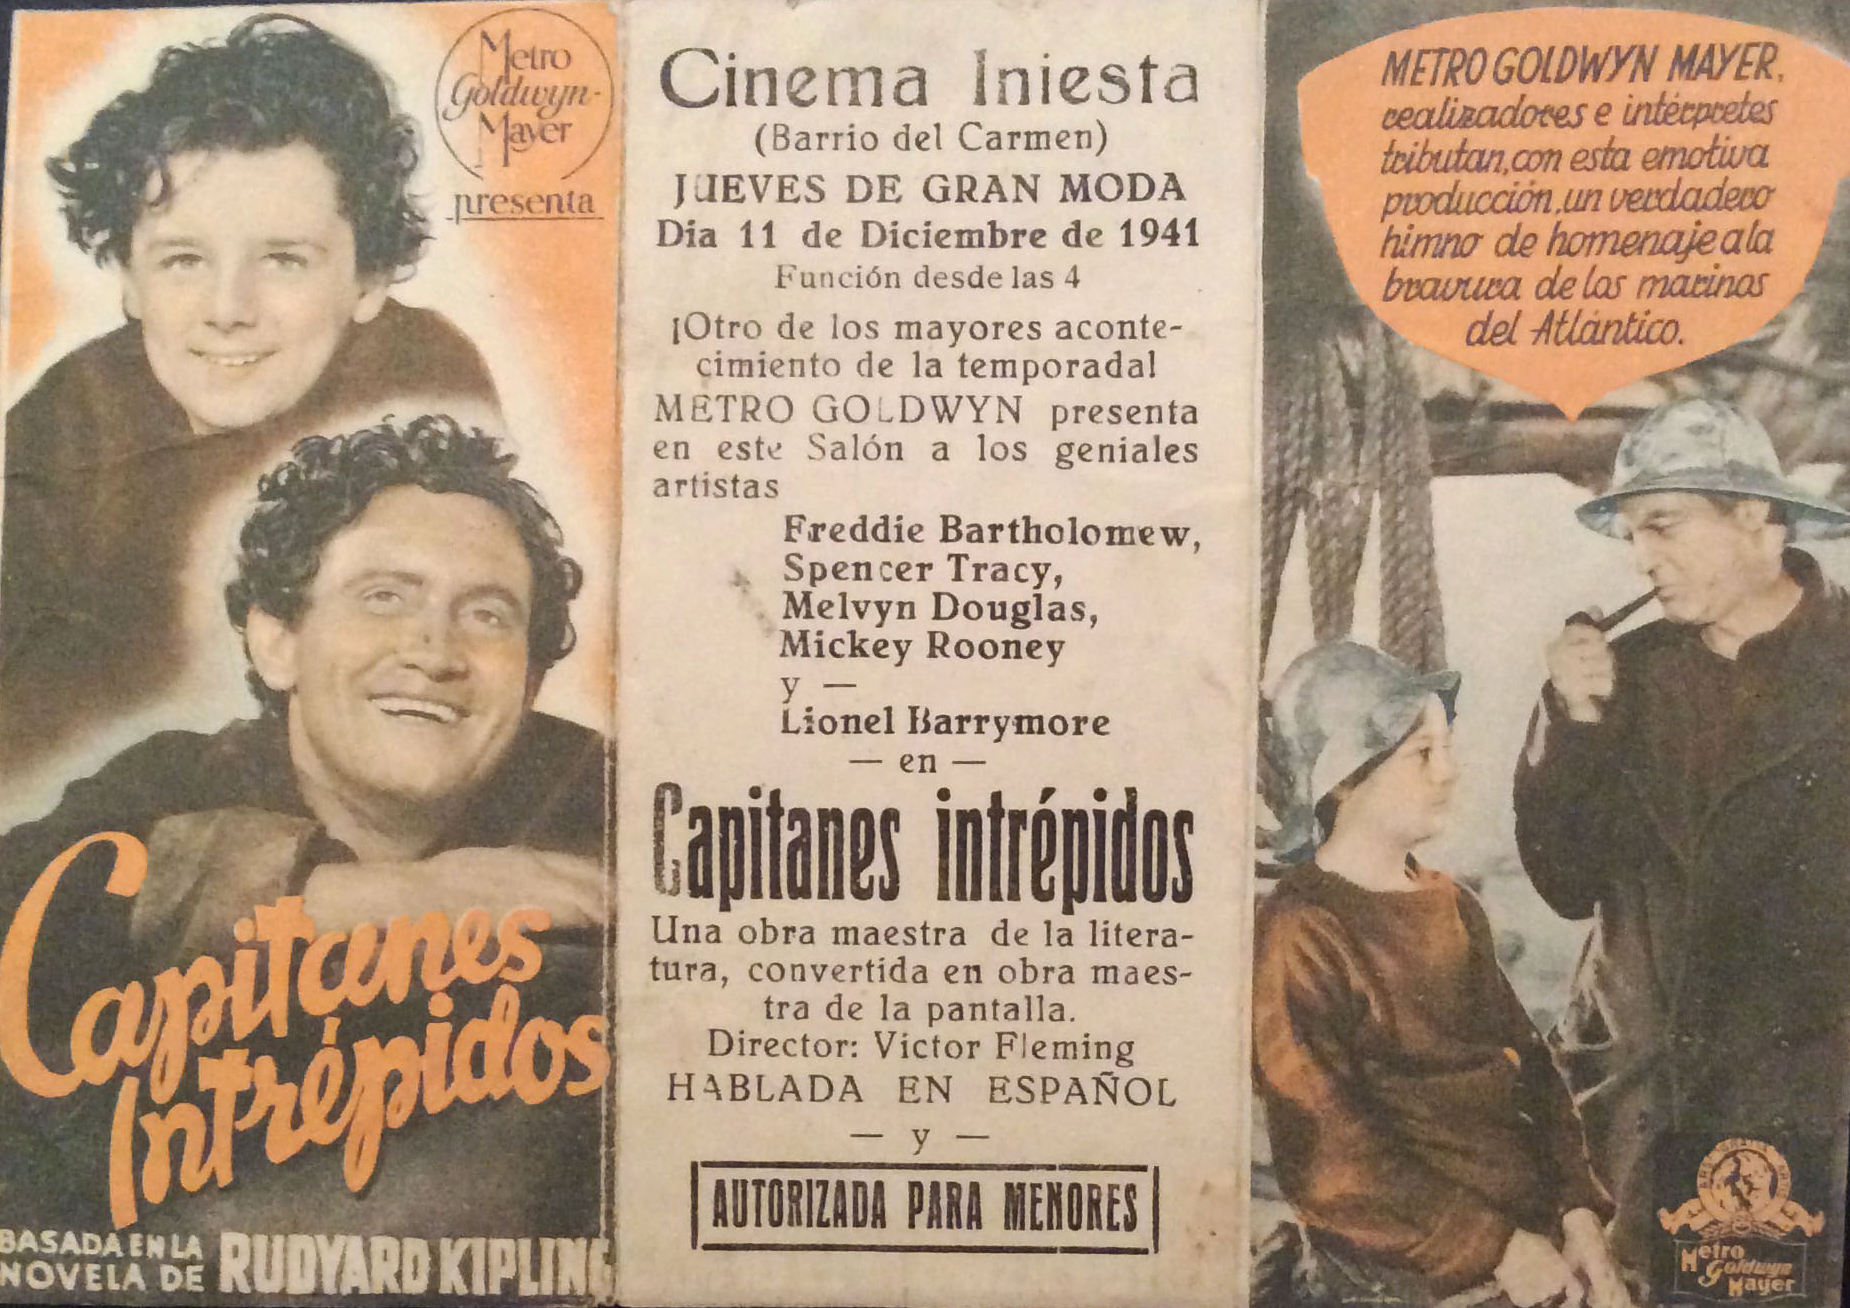 Metro
Goldwyn-
Mayer
presenta
Capitanes
Intrépidos
BASADA EN LA
NOVELA DE RUDYARD KIPLING
Cinema Iniesta
(Barrio del Carmen)
JUEVES DE GRAN MODA
Dia 11 de Diciembre de 1941
Función desde las 4
¡Otro de los mayores aconte-
cimiento de la temporada!
METRO GOLDWYN presenta
en este Salón a los geniales
artistas
Freddie Bartholomew,
Spencer Tracy,
Melvyn Douglas,
Mickey Rooney
y —
Lionel Barrymore
— en —
Capitanes intrépidos
Una obra maestra de la litera-
tura, convertida en obra maes-
tra de la pantalla.
Director: Victor Fleming
HABLADA EN ESPAÑOL
— y —
AUTORIZADA PARA MENORES
METRO GOLDWYN MAYER,
realizadores e intérpretes
tributan, con esta emotiva
producción, un verdadero
himno de homenaje a la
bravura de los marinos
del Atlántico.
Metro
Goldwyn
Mayer